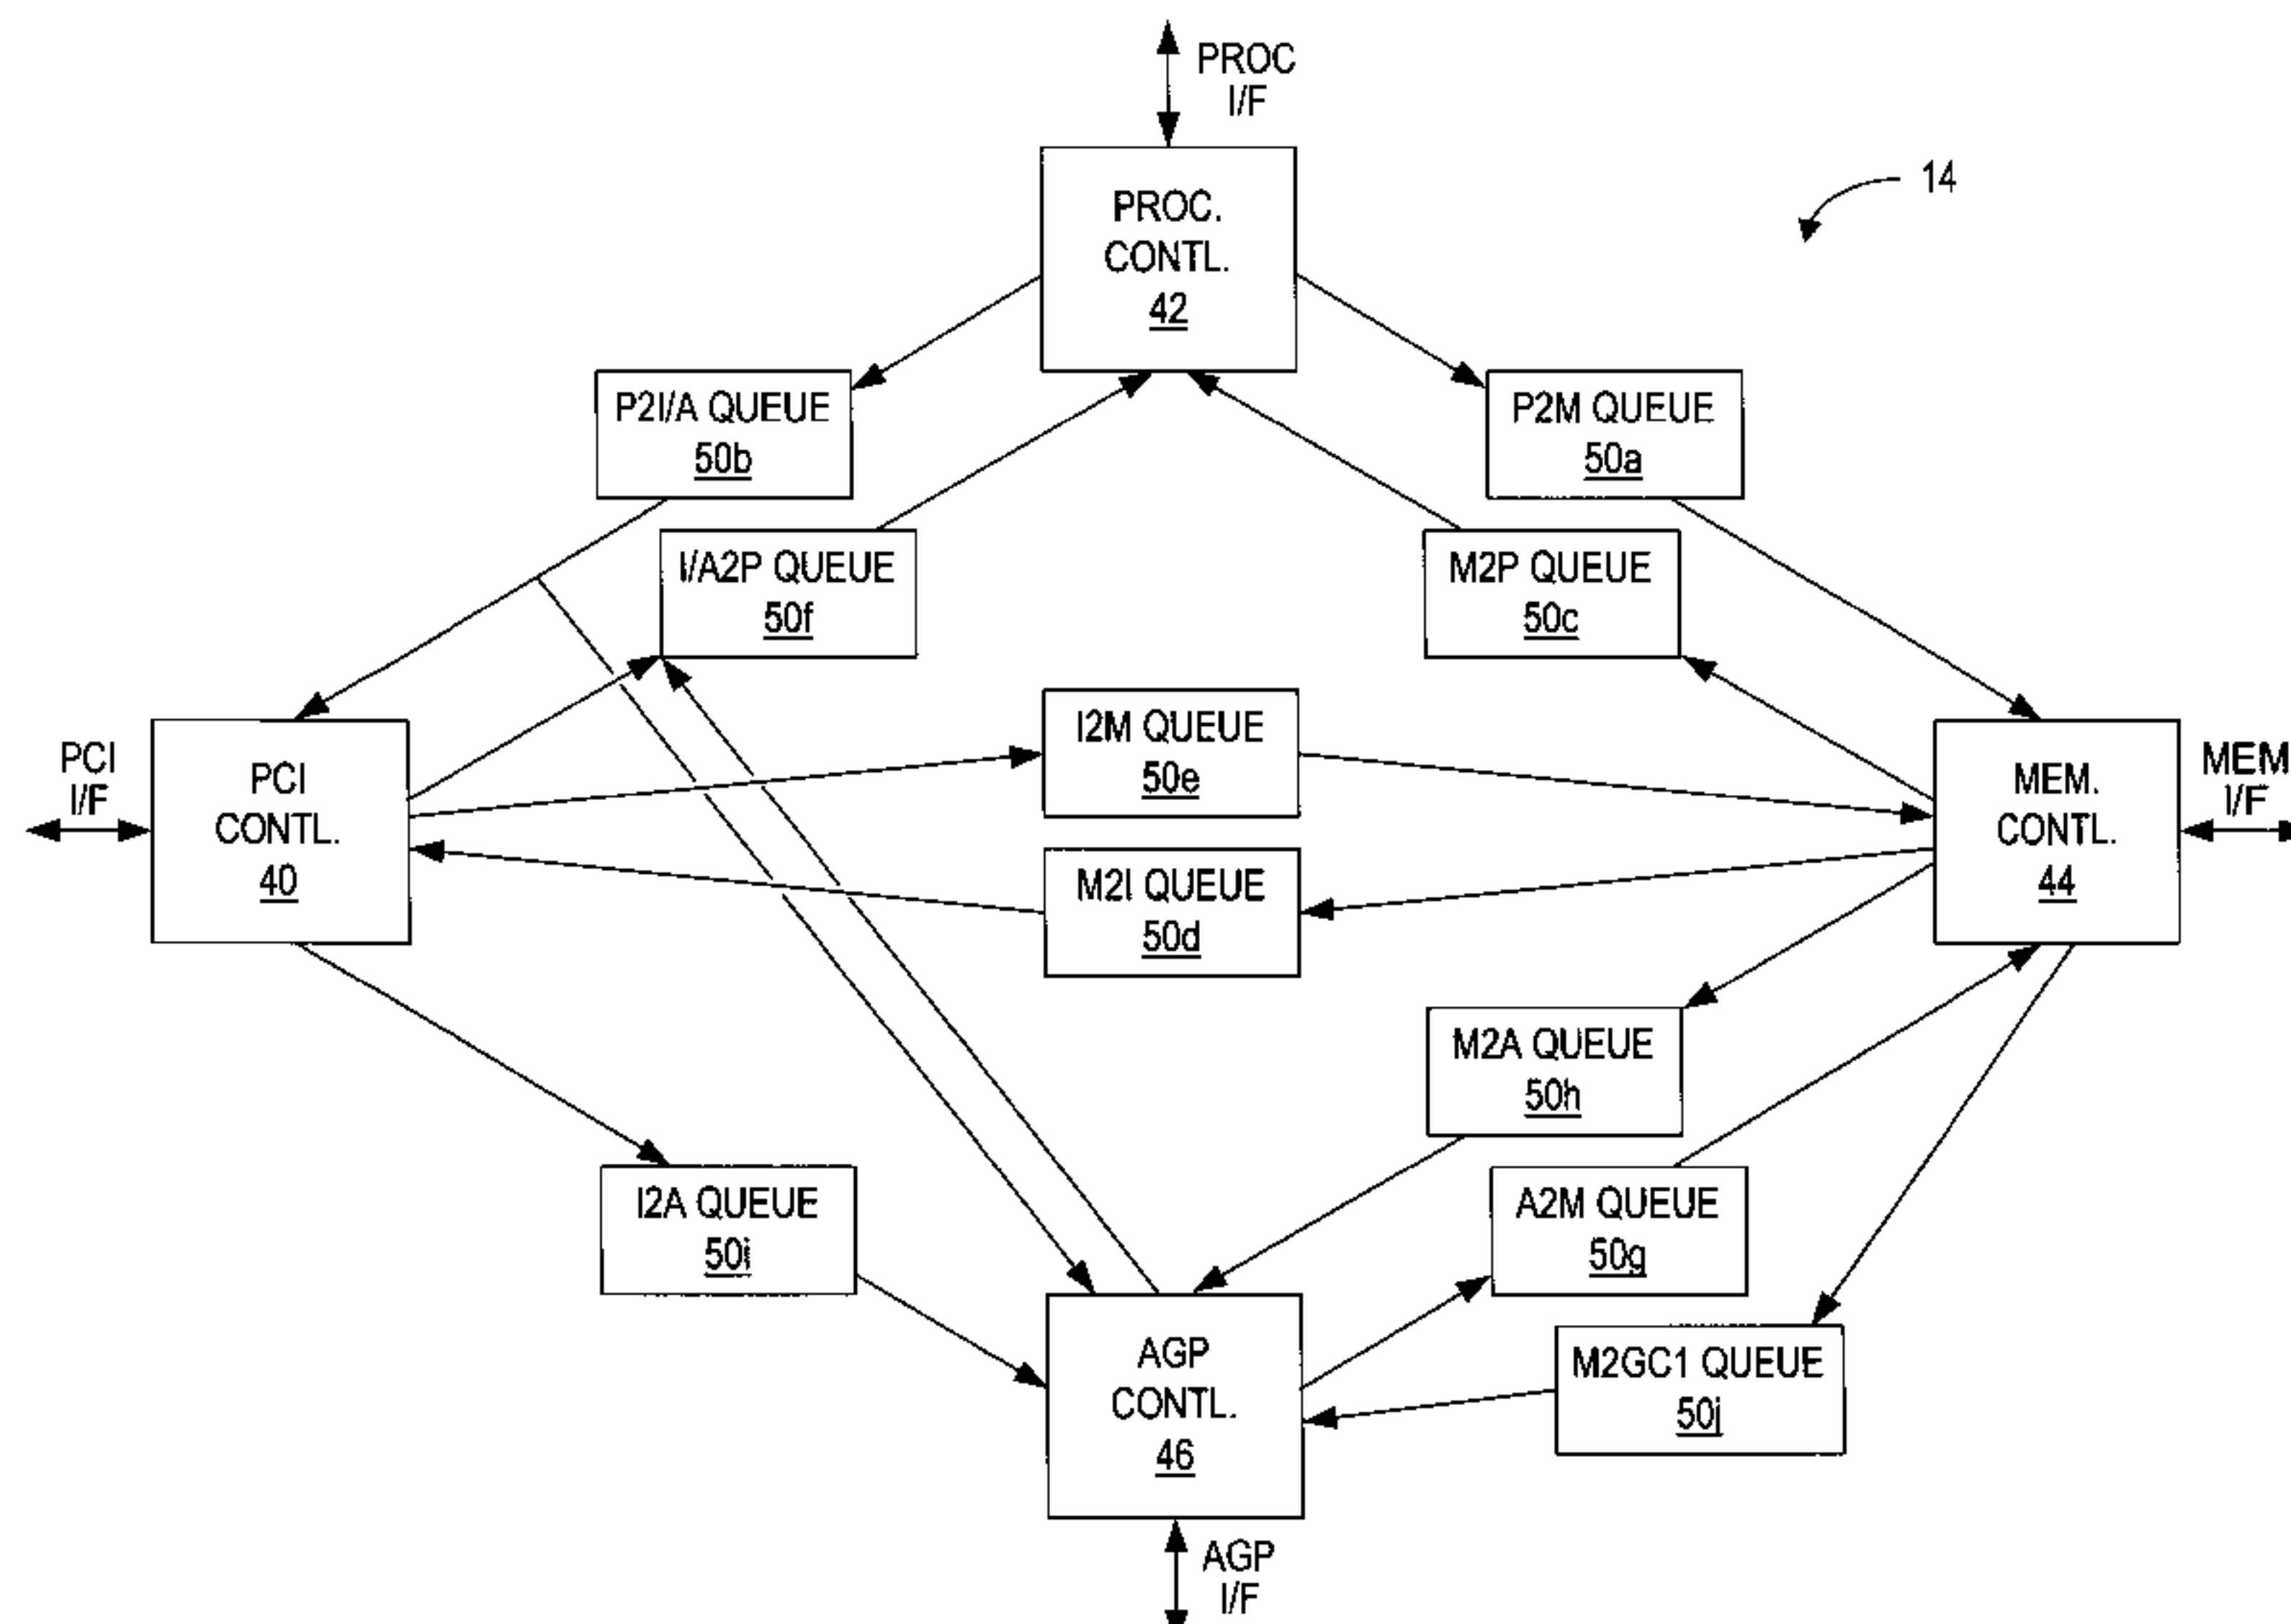 PROC
I/F
14
PROC.
CONTL.
42
P2I/A QUEUE
50b
P2M QUEUE
50a
I/A2P QUEUE
50f
M2P QUEUE
50c
I2M QUEUE
50e
PCI
I/F
PCI
CONTL.
40
MEM.
CONTL.
44
MEM
I/F
M2I QUEUE
50d
M2A QUEUE
50h
I2A QUEUE
50i
A2M QUEUE
50g
AGP
CONTL.
46
M2GC1 QUEUE
50j
AGP
I/F